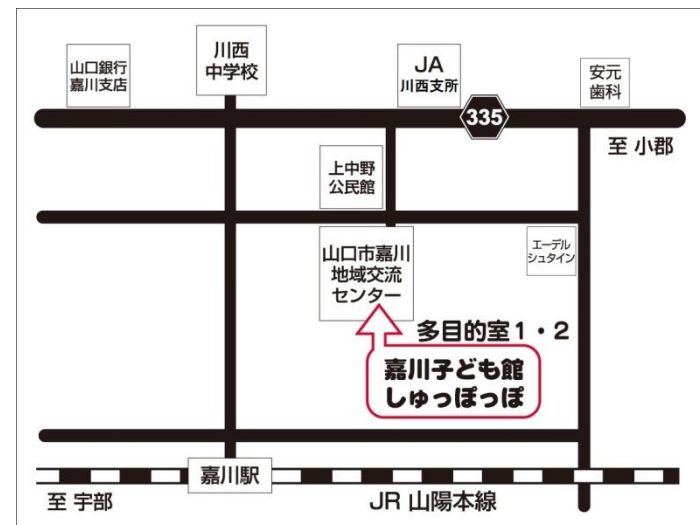 山口銀行
嘉川支店
川西
中学校
JA
川西支所
安元
歯科
335
至 小郡
上中野
公民館
山口市嘉川
地域交流
センター
エーデル
シュタイン
多目的室1・2
嘉川子ども館
しゅっぽっぽ
嘉川駅
至 宇部
JR 山陽本線